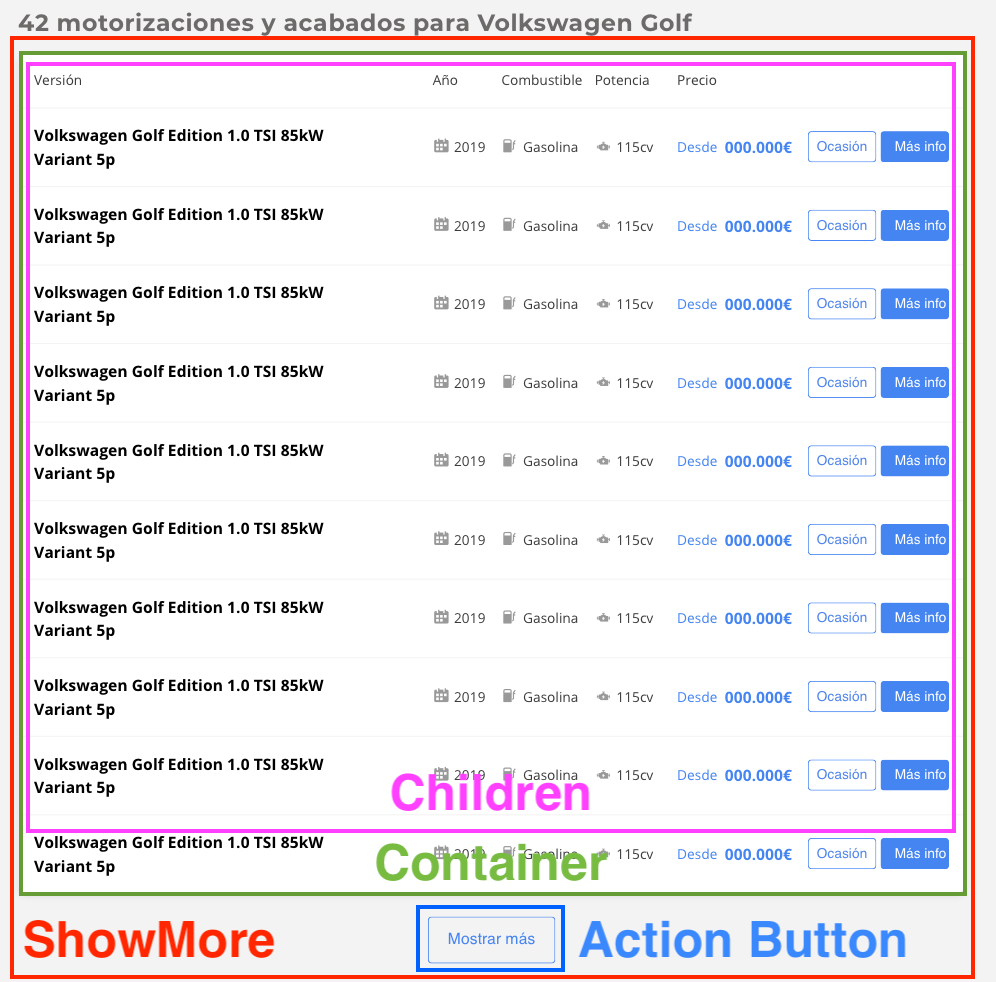 42 motorizaciones y acabados para Volkswagen Golf
Versión Año Combustible Potencia Precio
Volkswagen Golf Edition 1.0 TSI 85kW
Variant 5p 2019 Gasolina 115cv Desde 000.000€ Ocasión Más info
Volkswagen Golf Edition 1.0 TSI 85kW
Variant 5p 2019 Gasolina 115cv Desde 000.000€ Ocasión Más info
Volkswagen Golf Edition 1.0 TSI 85kW
Variant 5p 2019 Gasolina 115cv Desde 000.000€ Ocasión Más info
Volkswagen Golf Edition 1.0 TSI 85kW
Variant 5p 2019 Gasolina 115cv Desde 000.000€ Ocasión Más info
Volkswagen Golf Edition 1.0 TSI 85kW
Variant 5p 2019 Gasolina 115cv Desde 000.000€ Ocasión Más info
Volkswagen Golf Edition 1.0 TSI 85kW
Variant 5p 2019 Gasolina 115cv Desde 000.000€ Ocasión Más info
Volkswagen Golf Edition 1.0 TSI 85kW
Variant 5p 2019 Gasolina 115cv Desde 000.000€ Ocasión Más info
Volkswagen Golf Edition 1.0 TSI 85kW
Variant 5p 2019 Gasolina 115cv Desde 000.000€ Ocasión Más info
Volkswagen Golf Edition 1.0 TSI 85kW
Variant 5p 2019 Gasolina 115cv Desde 000.000€ Ocasión Más info
Children
Volkswagen Golf Edition 1.0 TSI 85kW
Variant 5p 2019 Gasolina 115cv Desde 000.000€ Ocasión Más info
Container
ShowMore Mostrar más Action Button